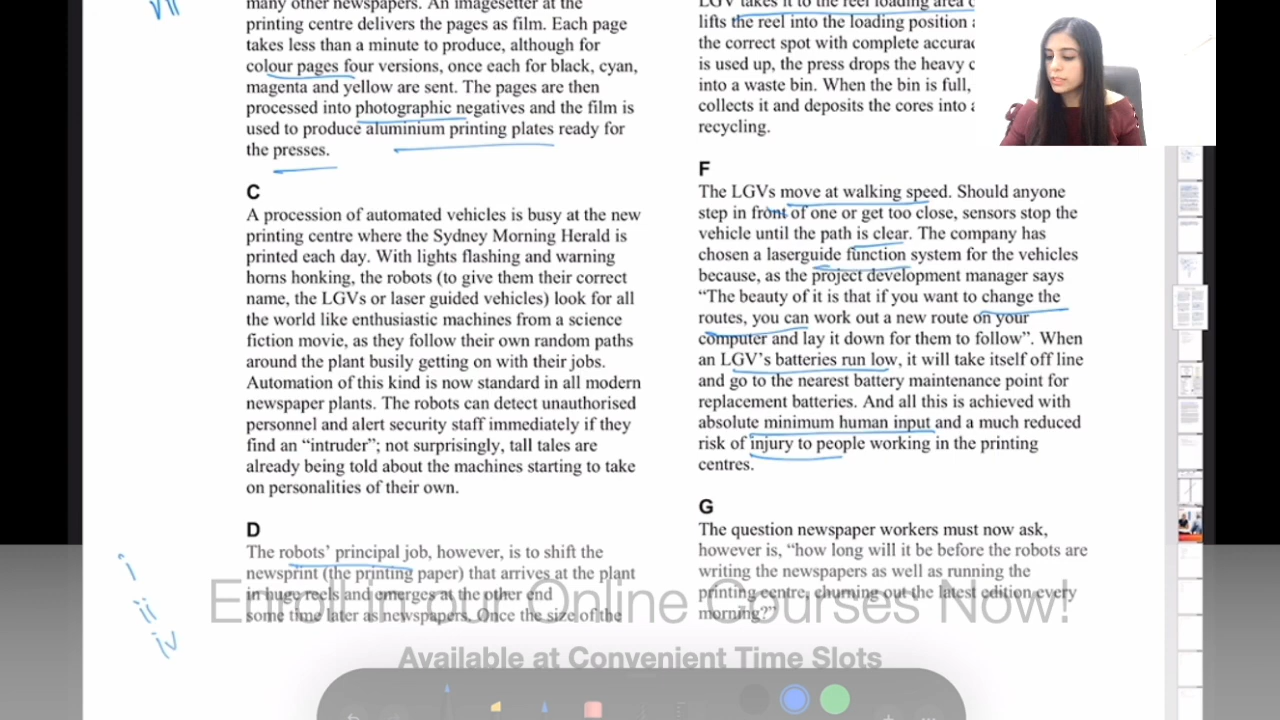 vii
many other newspapers. An imagesetter at the
printing centre delivers the pages as film. Each page
takes less than a minute to produce, although for
colour pages four versions, once each for black, cyan,
magenta and yellow are sent. The pages are then
processed into photographic negatives and the film is
used to produce aluminium printing plates ready for
the presses.
C
A procession of automated vehicles is busy at the new
printing centre where the Sydney Morning Herald is
printed each day. With lights flashing and warning
horns honking, the robots (to give them their correct
name, the LGVs or laser guided vehicles) look for all
the world like enthusiastic machines from a science
fiction movie, as they follow their own random paths
around the plant busily getting on with their jobs.
Automation of this kind is now standard in all modern
newspaper plants. The robots can detect unauthorised
personnel and alert security staff immediately if they
find an “intruder”; not surprisingly, tall tales are
already being told about the machines starting to take
on personalities of their own.
D
The robots’ principal job, however, is to shift the
newsprint (the printing paper) that arrives at the plant
in huge reels and emerges at the other end
some time later as newspapers. Once the size of the
i
ii
iv
LGV takes it to the reel loading area
lifts the reel into the loading position
the correct spot with complete
is used up, the press drops the heavy
into a waste bin. When the bin is full,
collects it and deposits the cores into
recycling.
F
The LGVs move at walking speed. Should anyone
step in front of one or get too close, sensors stop the
vehicle until the path is clear. The company has
chosen a laserguide function system for the vehicles
because, as the project development manager says
“The beauty of it is that if you want to change the
routes, you can work out a new route on your
computer and lay it down for them to follow”. When
an LGV’s batteries run low, it will take itself off line
and go to the nearest battery maintenance point for
replacement batteries. And all this is achieved with
absolute minimum human input and a much reduced
risk of injury to people working in the printing
centres.
G
The question newspaper workers must now ask,
however is, “how long will it be before the robots are
writing the newspapers as well as running the
printing centre, churning out the latest edition every
morning?”
Enroll in our Online Courses Now!
Available at Convenient Time Slots